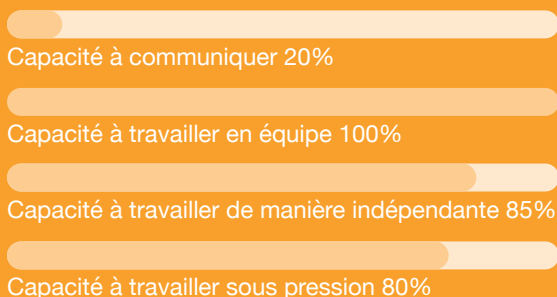 Capacité à communiquer 20%
Capacité à travailler en équipe 100%
Capacité à travailler de manière indépendante 85%
Capacité à travailler sous pression 80%